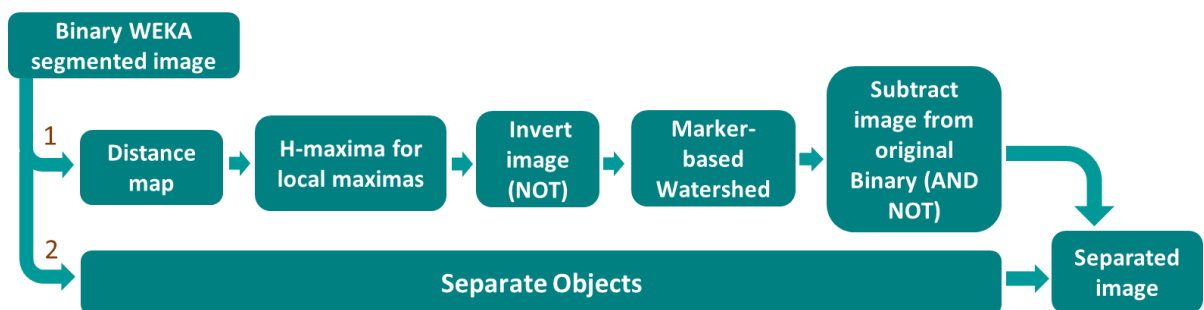 Binary WEKA
segmented image
1
Distance
map
H-maxima for
local maximas
Invert
image
(NOT)
Marker-
based
Watershed
Subtract
image from
original
Binary (AND
NOT)
2
Separate Objects
Separated
image